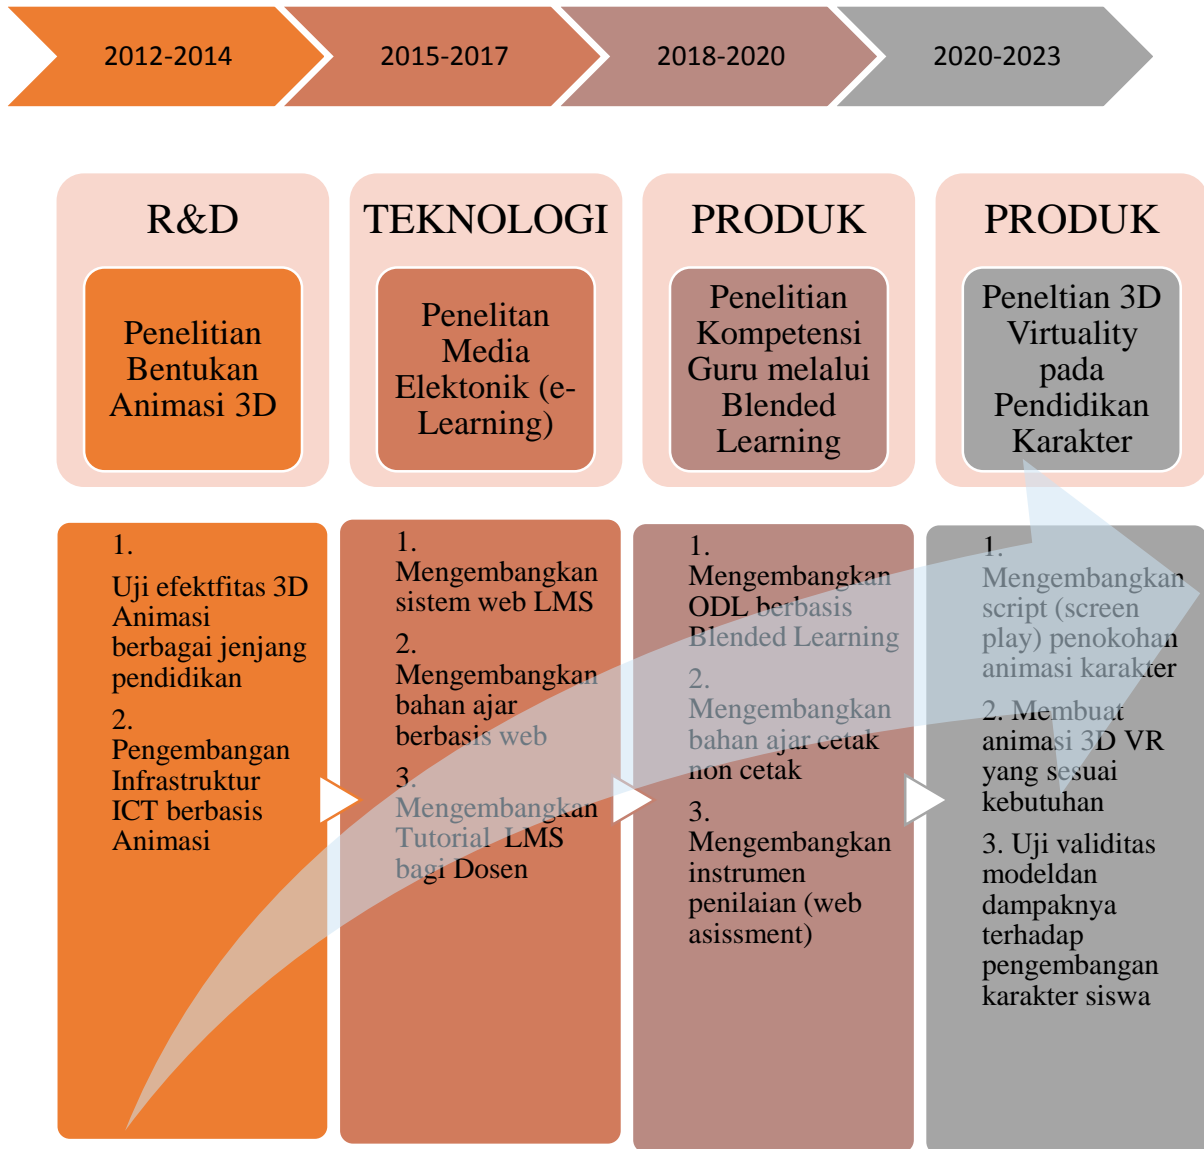 2012-2014
2015-2017
2018-2020
2020-2023
R&D
Penelitian
Bentukan
Animasi 3D
TEKNOLOGI
Penelitan
Media
Elektonik (e-
Learning)
PRODUK
Penelitian
Kompetensi
Guru melalui
Blended
Learning
PRODUK
Peneltian 3D
Virtuality
pada
Pendidikan
Karakter
1.
Uji efektfitas 3D
Animasi
berbagai jenjang
pendidikan
2.
Pengembangan
Infrastruktur
ICT berbasis
Animasi
1.
Mengembangkan
sistem web LMS
2.
Mengembangkan
bahan ajar
berbasis web
3.
Mengembangkan
Tutorial LMS
bagi Dosen
1.
Mengembangkan
ODL berbasis
Blended Learning
2.
Mengembangkan
bahan ajar cetak
non cetak
3.
Mengembangkan
instrumen
penilaian (web
asissment)
1.
Mengembangkan
script (screen
play) penokohan
animasi karakter
2. Membuat
animasi 3D VR
yang sesuai
kebutuhan
3. Uji validitas
modeldan
dampaknya
terhadap
pengembangan
karakter siswa